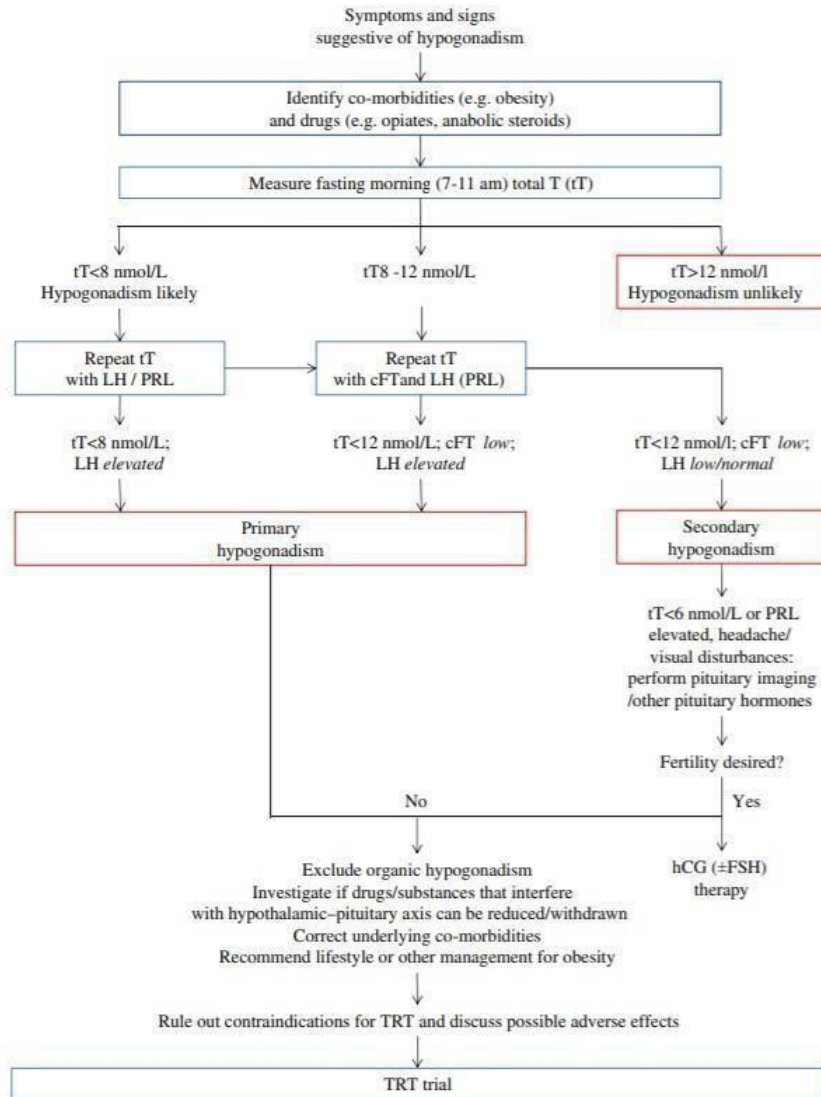 Symptoms and signs
suggestive of hypogonadism
Identify co-morbidities (e.g. obesity)
and drugs (e.g. opiates, anabolic steroids)
Measure fasting morning (7-11 am) total T (tT)
tT<8 nmol/L
Hypogonadism likely
tT8 -12 nmol/L
tT>12 nmol/l
Hypogonadism unlikely
Repeat tT
with LH / PRL
Repeat tT
with cFTand LH (PRL)
tT<8 nmol/L;
LH elevated
tT<12 nmol/L; cFT low;
LH elevated
tT<12 nmol/l; cFT low;
LH low/normal
Primary
hypogonadism
Secondary
hypogonadism
tT<6 nmol/L or PRL
elevated, headache/
visual disturbances:
perform pituitary imaging
/other pituitary hormones
Fertility desired?
No
Yes
Exclude organic hypogonadism
Investigate if drugs/substances that interfere
with hypothalamic–pituitary axis can be reduced/withdrawn
Correct underlying co-morbidities
Recommend lifestyle or other management for obesity
hCG (±FSH)
therapy
Rule out contraindications for TRT and discuss possible adverse effects
TRT trial